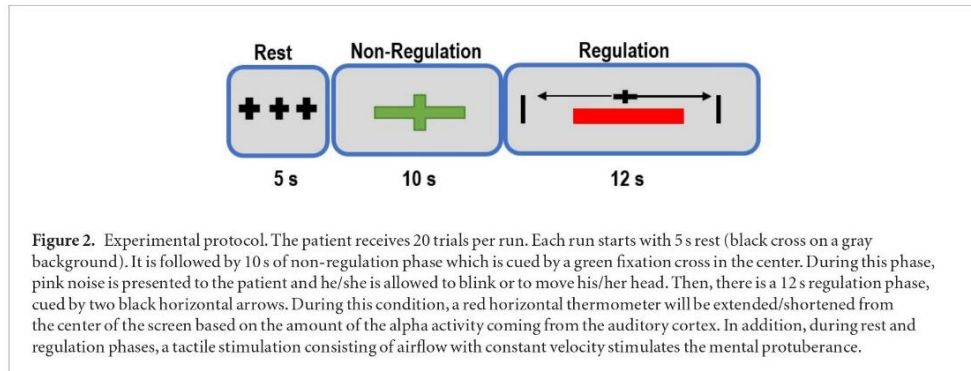 Rest Non-Regulation Regulation
5 s 10 s 12 s
Figure 2. Experimental protocol. The patient receives 20 trials per run. Each run starts with 5 s rest (black cross on a gray
background). It is followed by 10 s of non-regulation phase which is cued by a green fixation cross in the center. During this phase,
pink noise is presented to the patient and he/she is allowed to blink or to move his/her head. Then, there is a 12 s regulation phase,
cued by two black horizontal arrows. During this condition, a red horizontal thermometer will be extended/shortened from
the center of the screen based on the amount of the alpha activity coming from the auditory cortex. In addition, during rest and
regulation phases, a tactile stimulation consisting of airflow with constant velocity stimulates the mental protuberance.